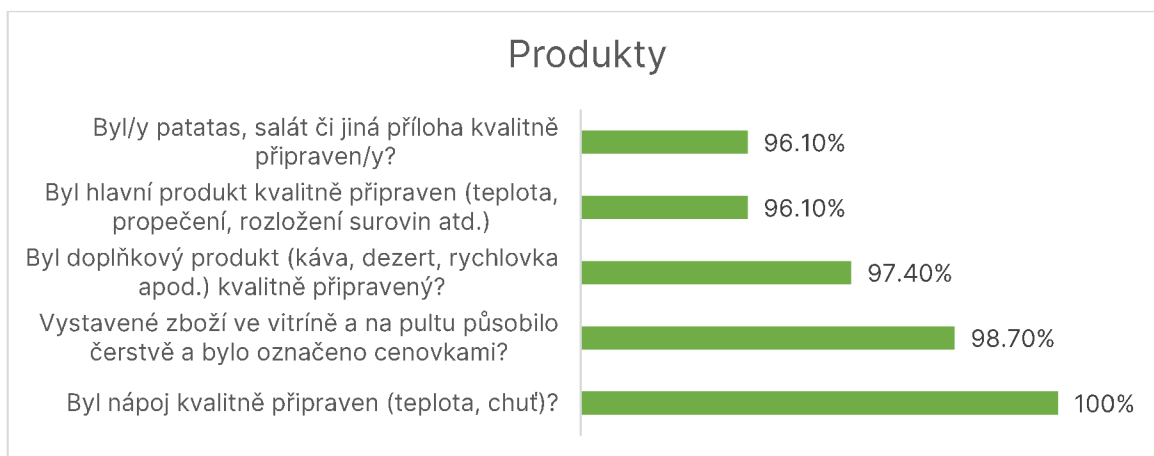 Produkty
Byl/y patatas, salát či jiná příloha kvalitně
připraven/y?
96.10%
Byl hlavní produkt kvalitně připraven (teplota,
propečení, rozložení surovin atd.)
96.10%
Byl doplňkový produkt (káva, dezert, rychlovka
apod.) kvalitně připravený?
97.40%
Vystavené zboží ve vitríně a na pultu působilo
čerstvě a bylo označeno cenovkami?
98.70%
Byl nápoj kvalitně připraven (teplota, chuť)?
100%